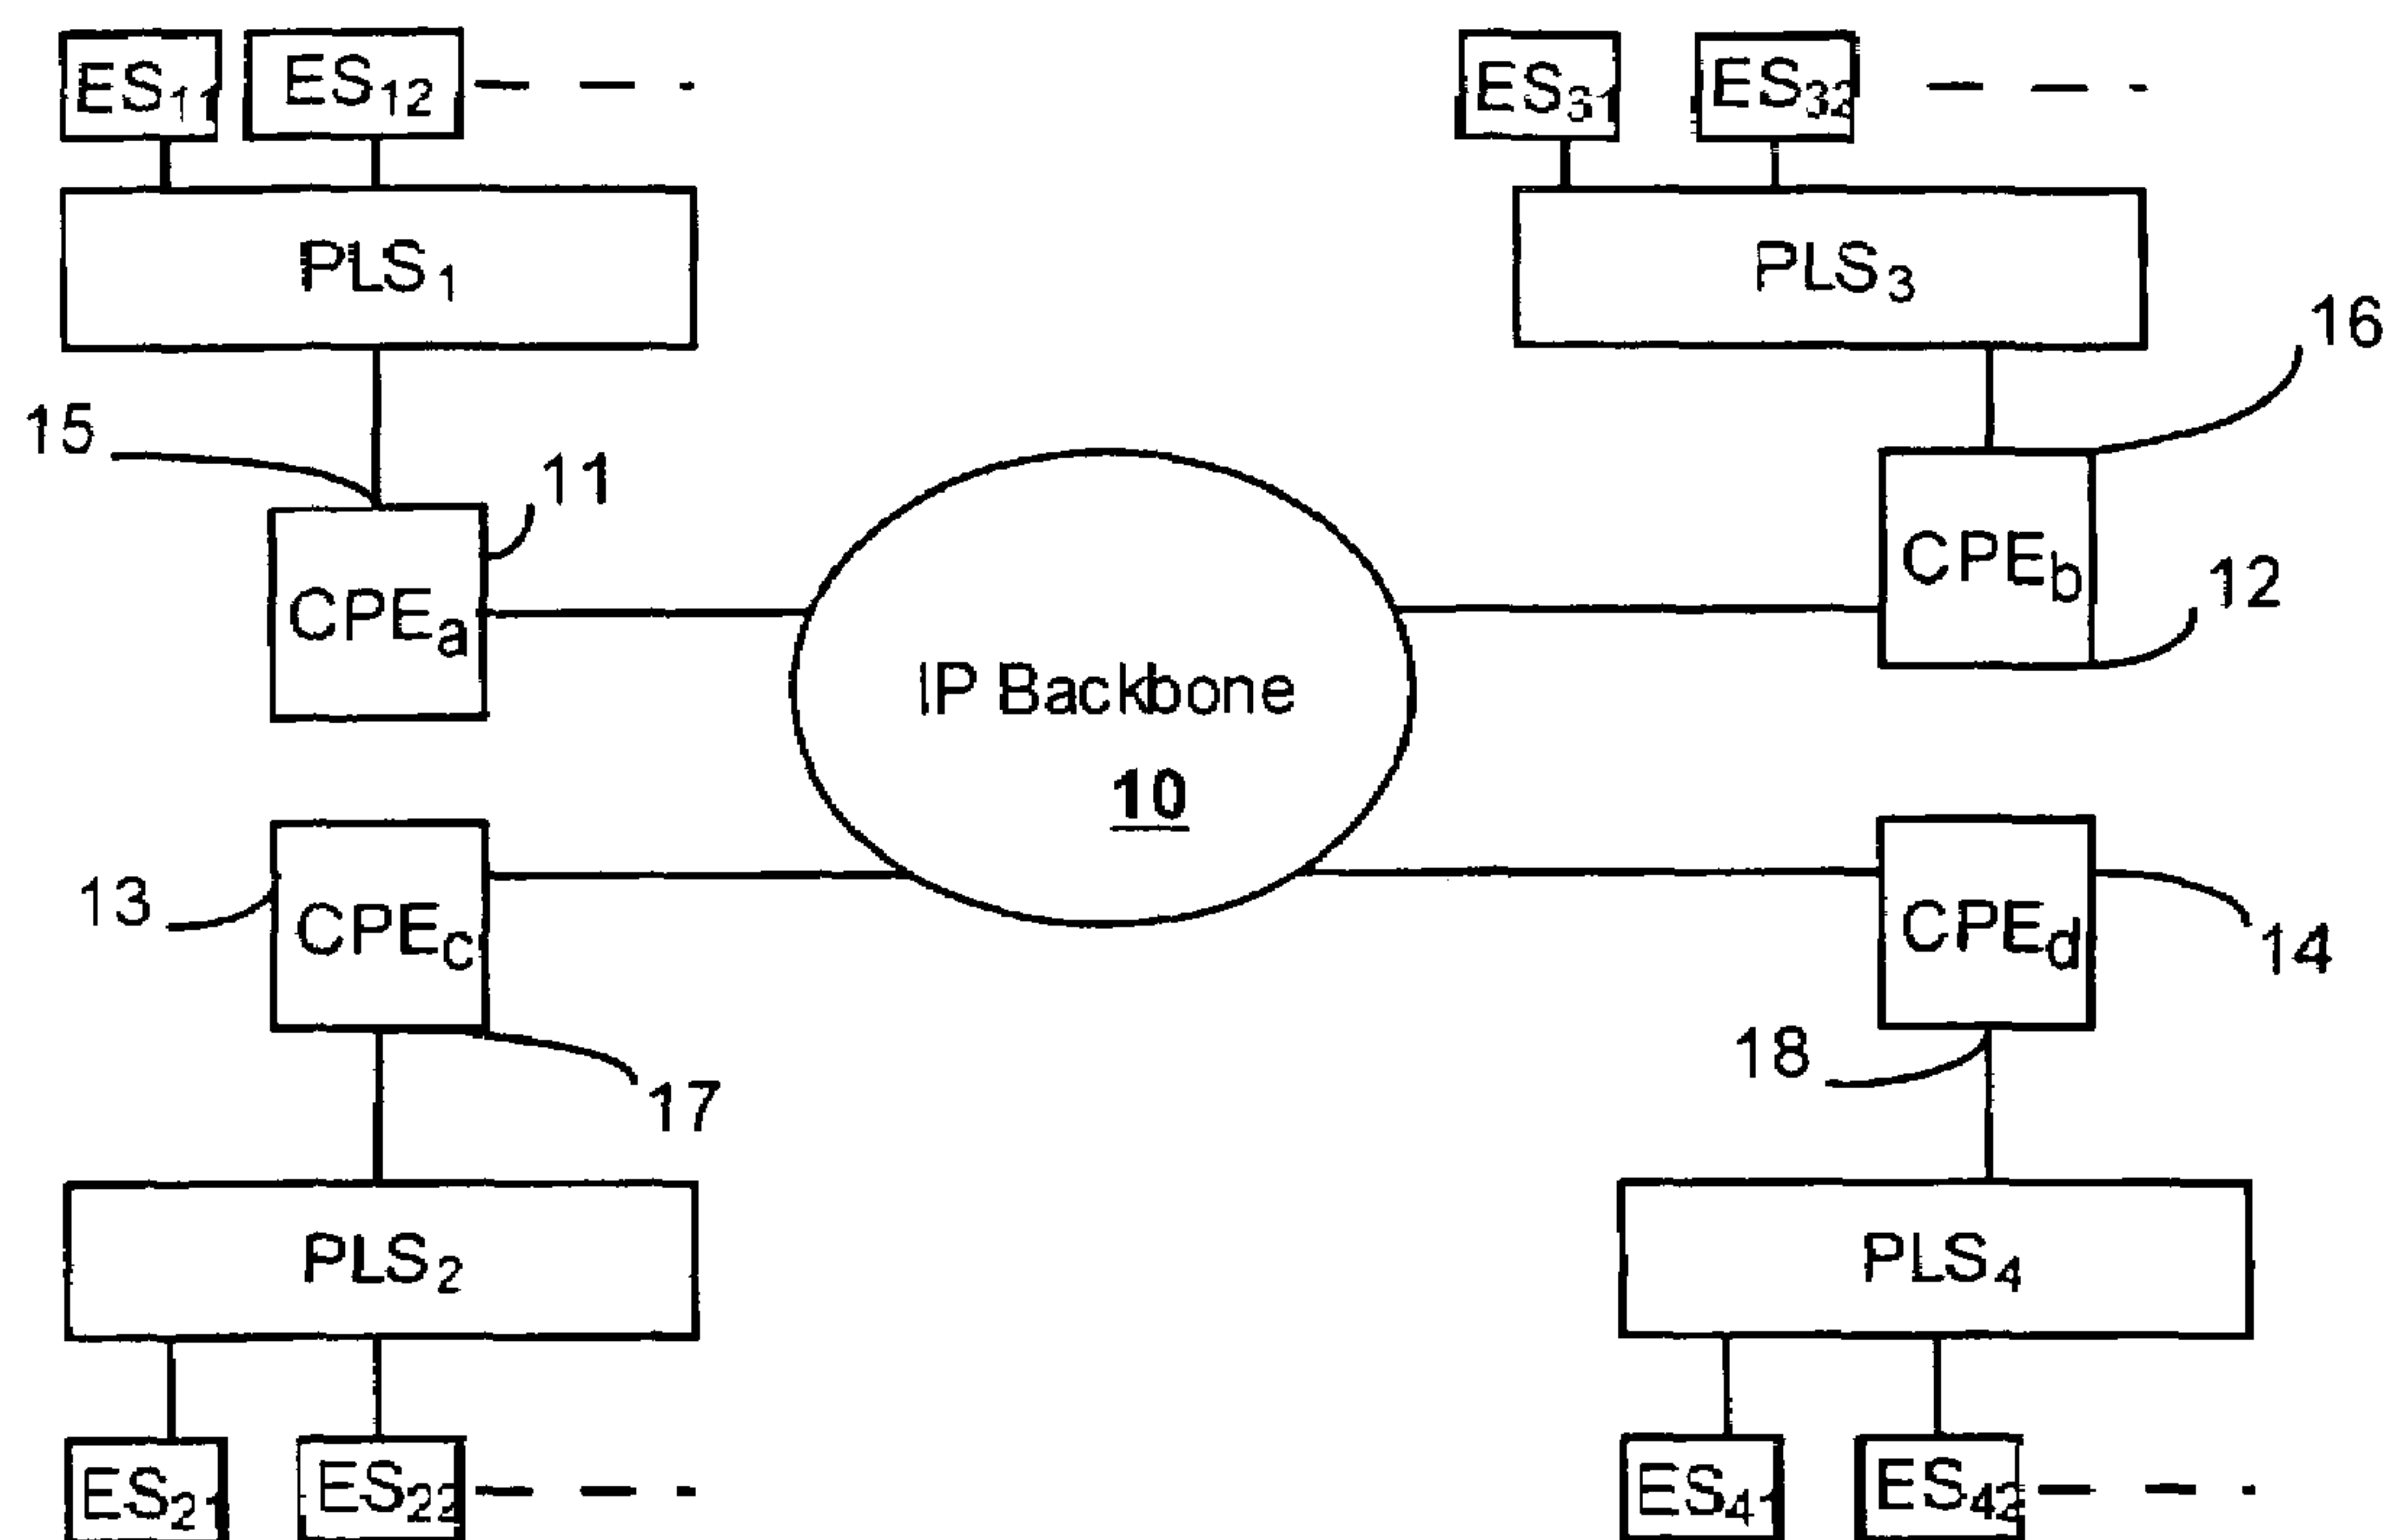 ES11 ES12 ES31 ES32
PLS1 PLS3
16
15
11
CPEa CPEb
12
IP Backbone
10
13
CPEc CPEd
14
18
17
PLS2 PLS4
ES21 ES22 ES41 ES42